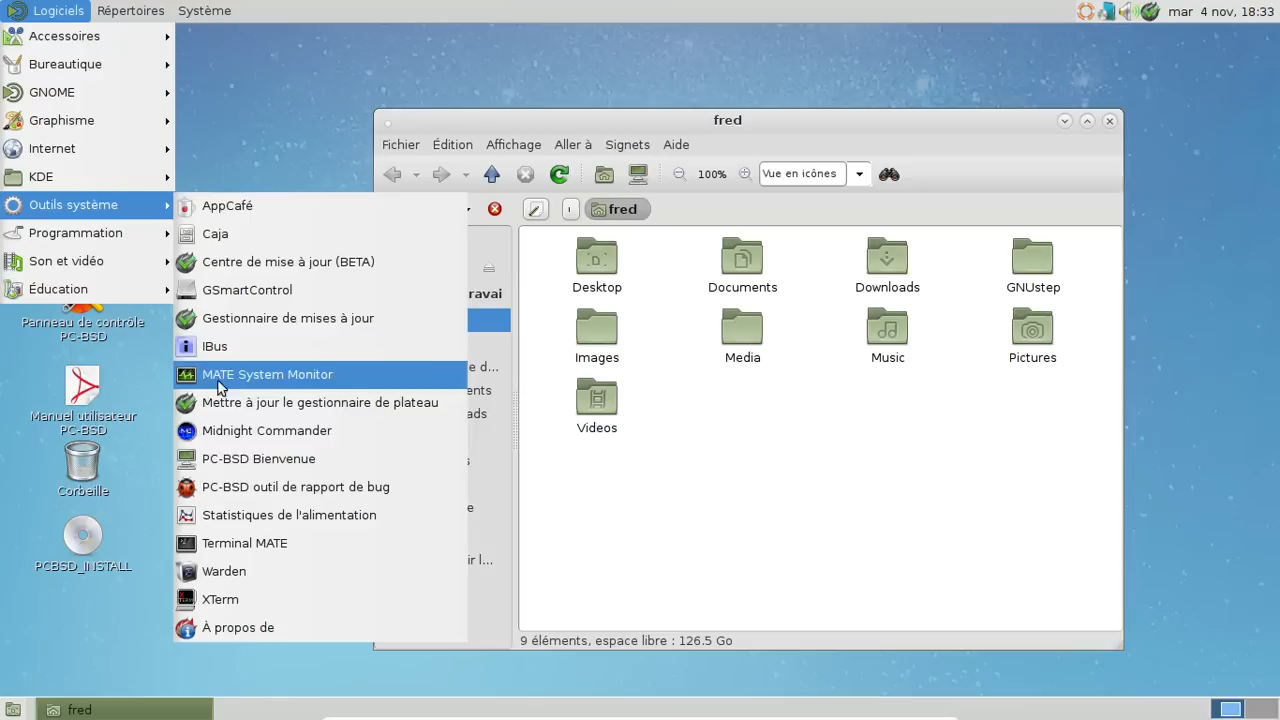 Logiciels Répertoires Système
mar 4 nov, 18:33
Accessoires
Bureautique
GNOME
Graphisme
Internet
KDE
Outils système
Programmation
Son et vidéo
Éducation
AppCafé
Caja
Centre de mise à jour (BETA)
GSmartControl
Gestionnaire de mises à jour
IBus
MATE System Monitor
Mettre à jour le gestionnaire de plateau
Midnight Commander
PC-BSD Bienvenue
PC-BSD outil de rapport de bug
Statistiques de l'alimentation
Terminal MATE
Warden
XTerm
À propos de
Panneau de contrôle
PC-BSD
Manuel utilisateur
PC-BSD
Corbeille
PCBSD_INSTALL
fred
Fichier Édition Affichage Aller à Signets Aide
100% Vue en icônes
fred
Desktop Documents Downloads GNUstep
Images Media Music Pictures
Videos
9 éléments, espace libre : 126.5 Go
fred